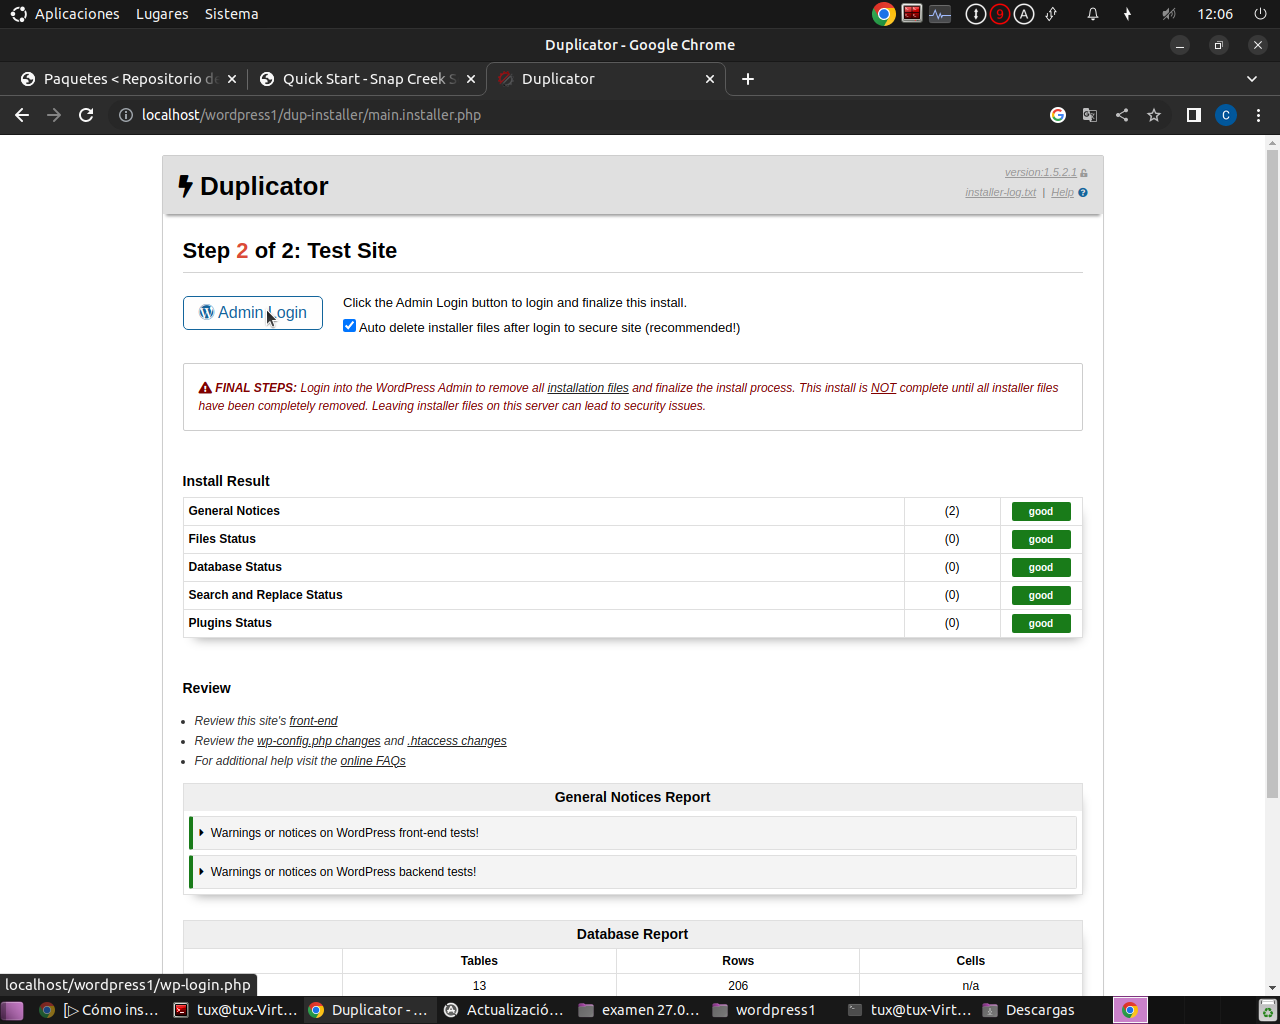 Aplicaciones Lugares Sistema 9 A 12:06
Duplicator - Google Chrome
Paquetes < Repositorio de Quick Start - Snap Creek S Duplicator
localhost/wordpress1/dup-installer/main.installer.php C
Duplicator
version:1.5.2.1
installer-log.txt | Help ?
Step 2 of 2: Test Site
Admin Login
Click the Admin Login button to login and finalize this install.
Auto delete installer files after login to secure site (recommended!)
FINAL STEPS: Login into the WordPress Admin to remove all installation files and finalize the install process. This install is NOT complete until all installer files
have been completely removed. Leaving installer files on this server can lead to security issues.
Install Result
General Notices (2) good
Files Status (0) good
Database Status (0) good
Search and Replace Status (0) good
Plugins Status (0) good
Review
• Review this site's front-end
• Review the wp-config.php changes and .htaccess changes
• For additional help visit the online FAQs
General Notices Report
Warnings or notices on WordPress front-end tests!
Warnings or notices on WordPress backend tests!
Database Report
Tables Rows Cells
13 206 n/a
localhost/wordpress1/wp-login.php
[▷ Cómo ins... tux@tux-Virt... Duplicator - ... Actualizació... examen 27.0... wordpress1 tux@tux-Virt... Descargas